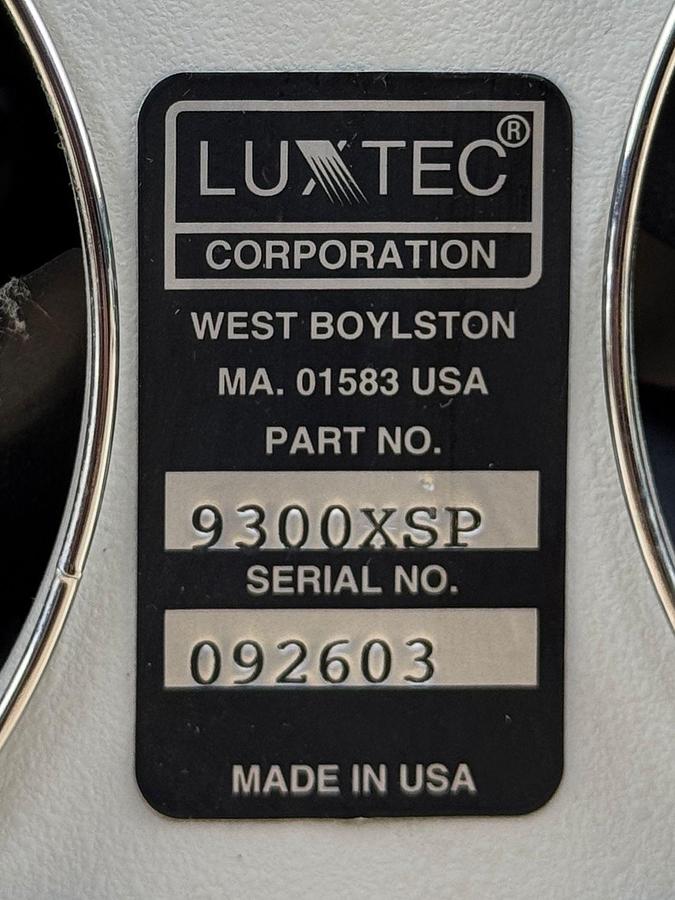 LUXTEC®
CORPORATION
WEST BOYLSTON
MA. 01583 USA
PART NO.
9300XSP
SERIAL NO.
092603
MADE IN USA